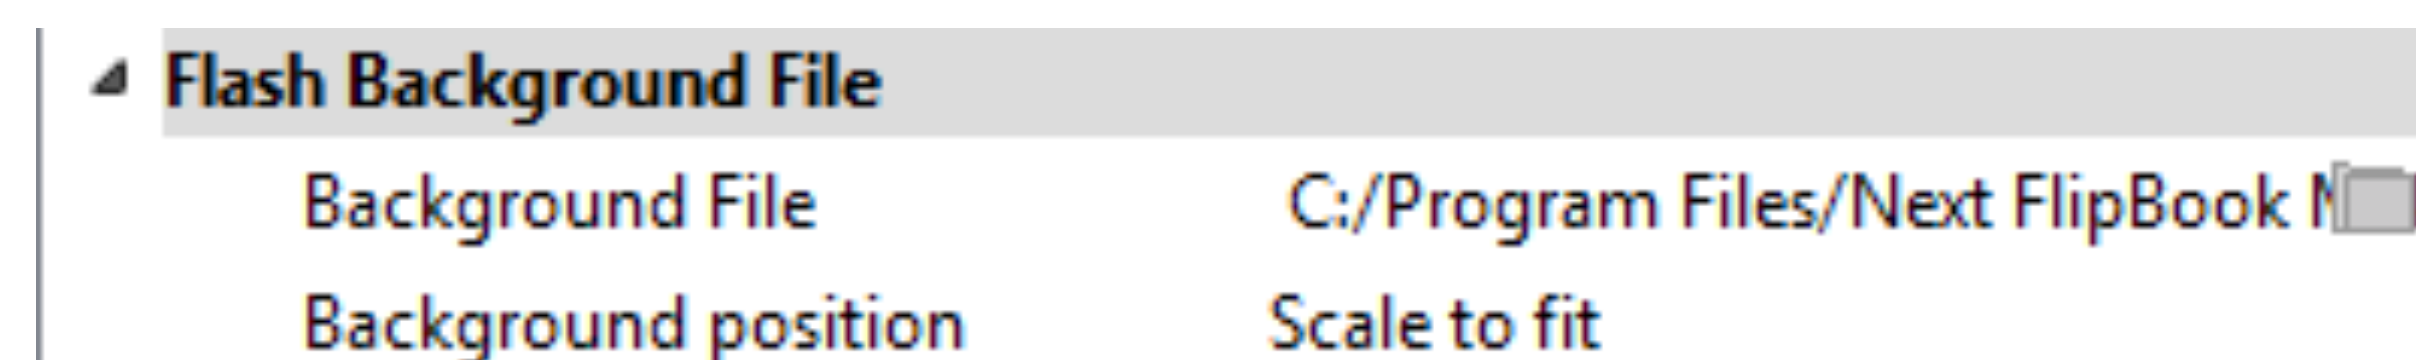 Flash Background File
Background File C:/Program Files/Next FlipBook
Background position Scale to fit